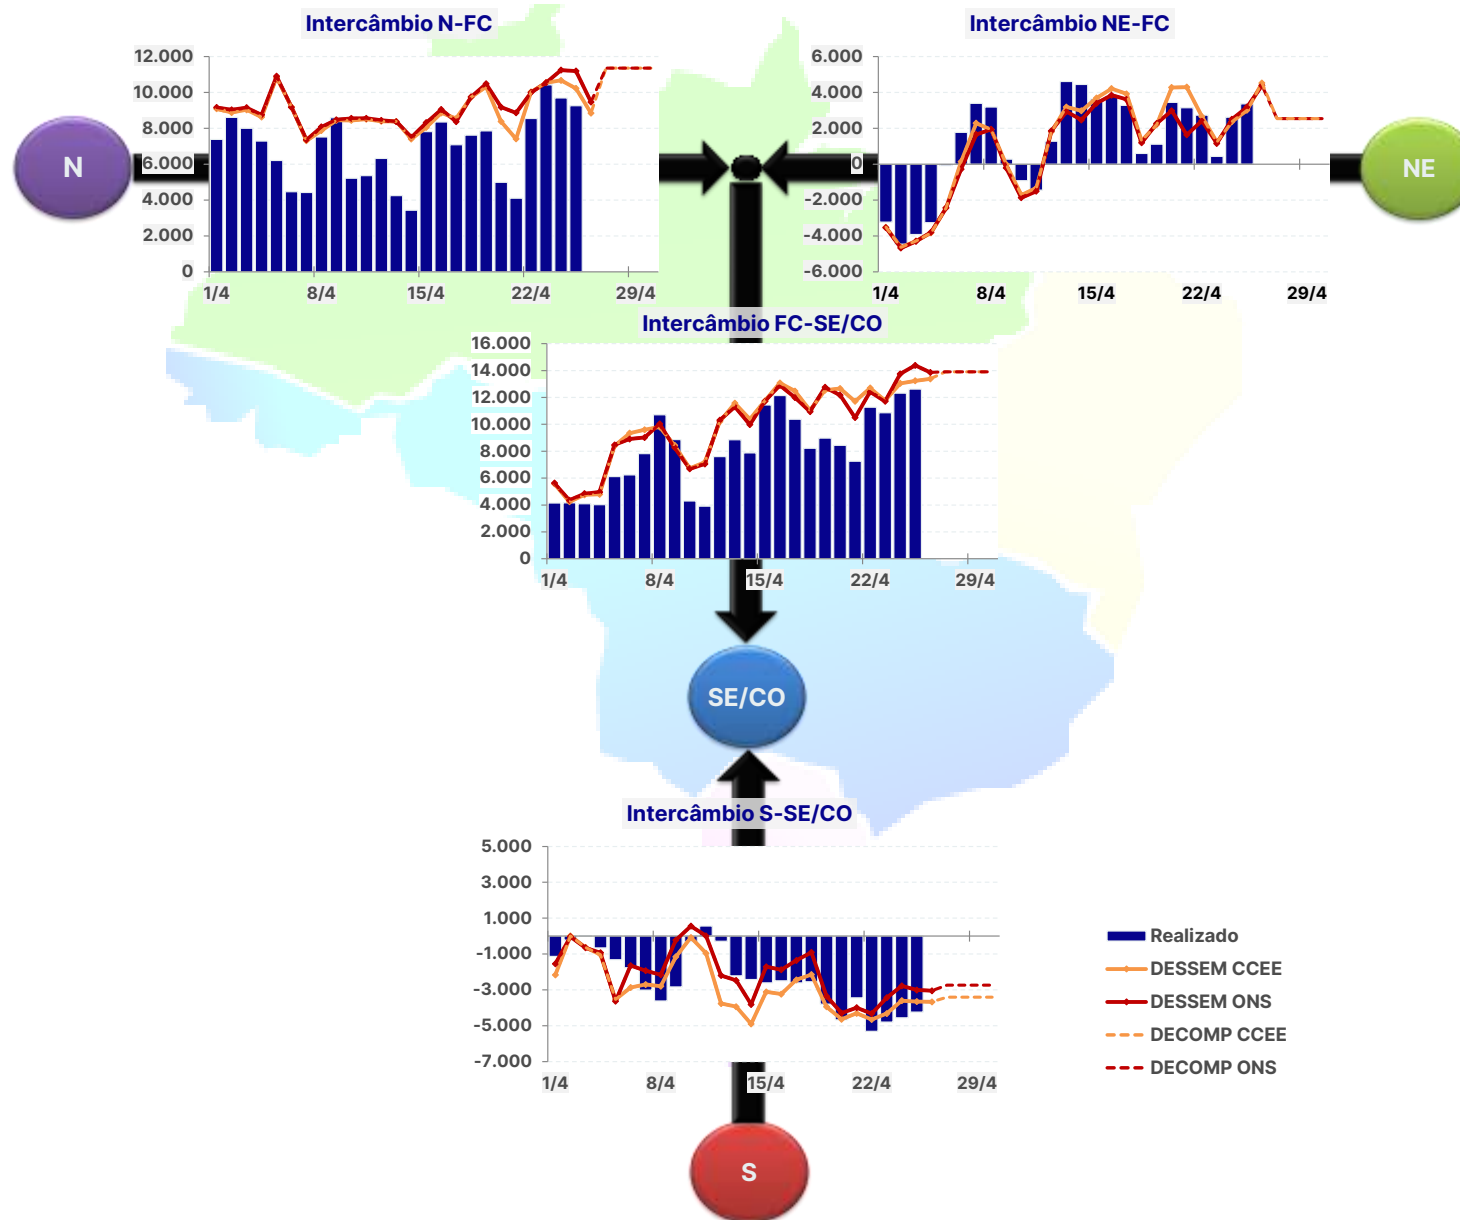 Intercâmbio N-FC
12.000
10.000
8.000
6.000
4.000
2.000
0
1/4 8/4 15/4 22/4 29/4
Intercâmbio NE-FC
6.000
4.000
2.000
0
-2.000
-4.000
-6.000
1/4 8/4 15/4 22/4 29/4
N
NE
Intercâmbio FC-SE/CO
16.000
14.000
12.000
10.000
8.000
6.000
4.000
2.000
0
1/4 8/4 15/4 22/4 29/4
SE/CO
Intercâmbio S-SE/CO
5.000
3.000
1.000
-1.000
-3.000
-5.000
-7.000
1/4 8/4 15/4 22/4 29/4
Realizado
DESSEM CCEE
DESSEM ONS
DECOMP CCEE
DECOMP ONS
S